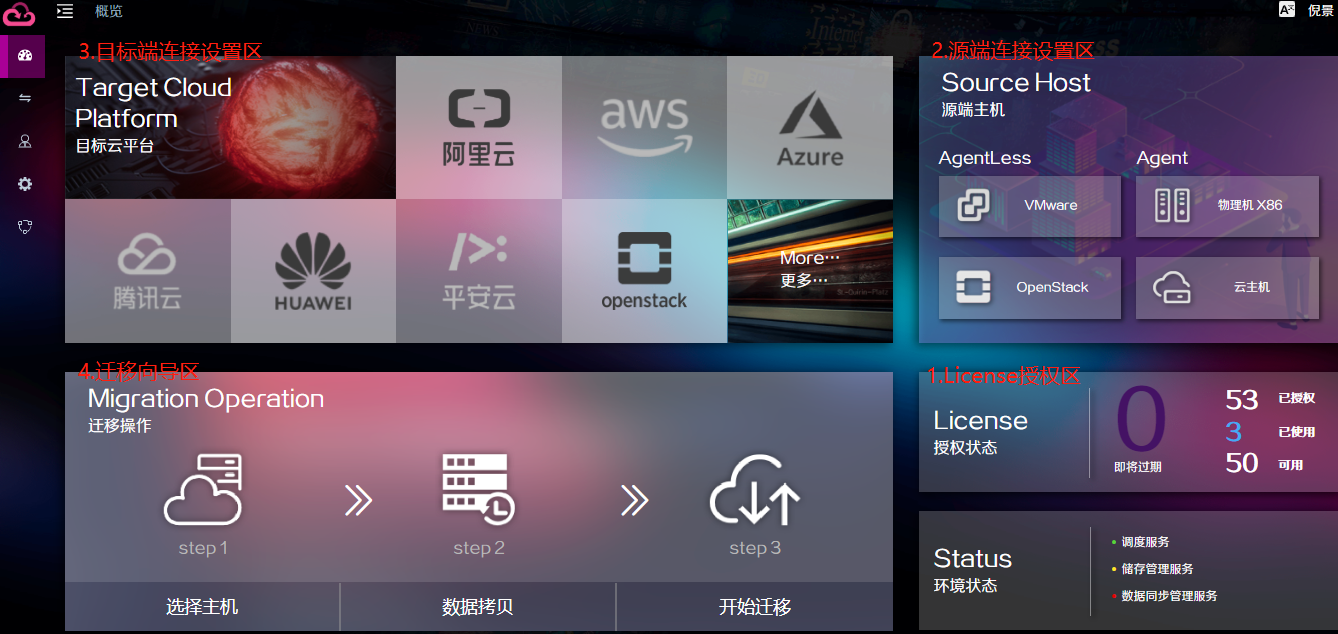 概览
倪景
3.目标端连接设置区
Target Cloud
Platform
目标云平台
阿里云
aws
Azure
腾讯云
HUAWEI
平安云
openstack
More…
更多…
2.源端连接设置区
Source Host
源端主机
AgentLess
Agent
VMware
物理机 X86
OpenStack
云主机
4.迁移向导区
Migration Operation
迁移操作
step 1
step 2
step 3
选择主机
数据拷贝
开始迁移
1.License授权区
License
授权状态
0
即将过期
53 已授权
3 已使用
50 可用
Status
环境状态
调度服务
储存管理服务
数据同步管理服务